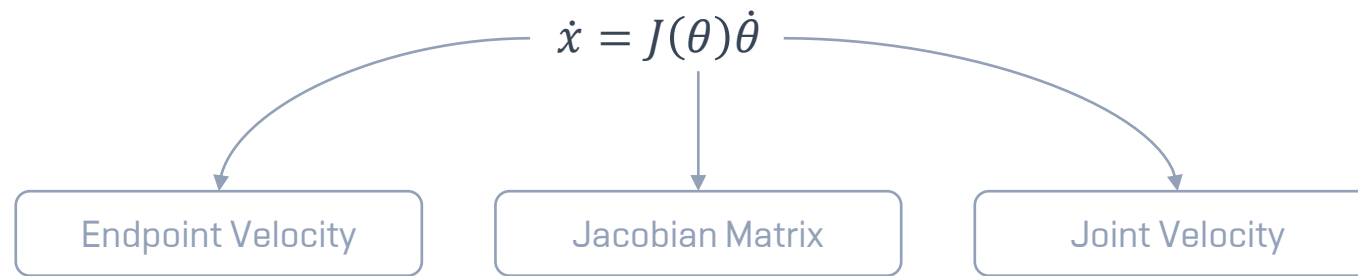 ẋ = J(θ)θ̇
Endpoint Velocity
Jacobian Matrix
Joint Velocity